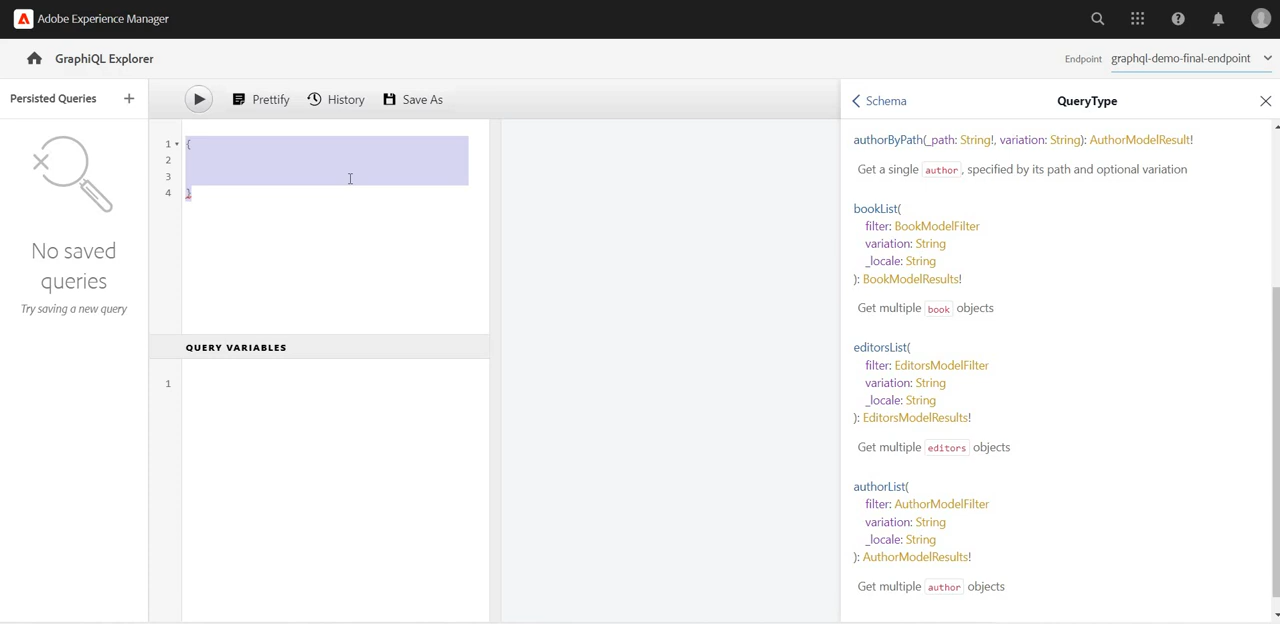 Adobe Experience Manager
GraphiQL Explorer
Endpoint graphql-demo-final-endpoint
Persisted Queries +
Prettify History Save As
No saved
queries
Try saving a new query
1 {
2
3
4 }
QUERY VARIABLES
1
Schema QueryType
authorByPath(_path: String!, variation: String): AuthorModelResult!
Get a single author, specified by its path and optional variation
bookList(
filter: BookModelFilter
variation: String
_locale: String
): BookModelResults!
Get multiple book objects
editorsList(
filter: EditorsModelFilter
variation: String
_locale: String
): EditorsModelResults!
Get multiple editors objects
authorList(
filter: AuthorModelFilter
variation: String
_locale: String
): AuthorModelResults!
Get multiple author objects